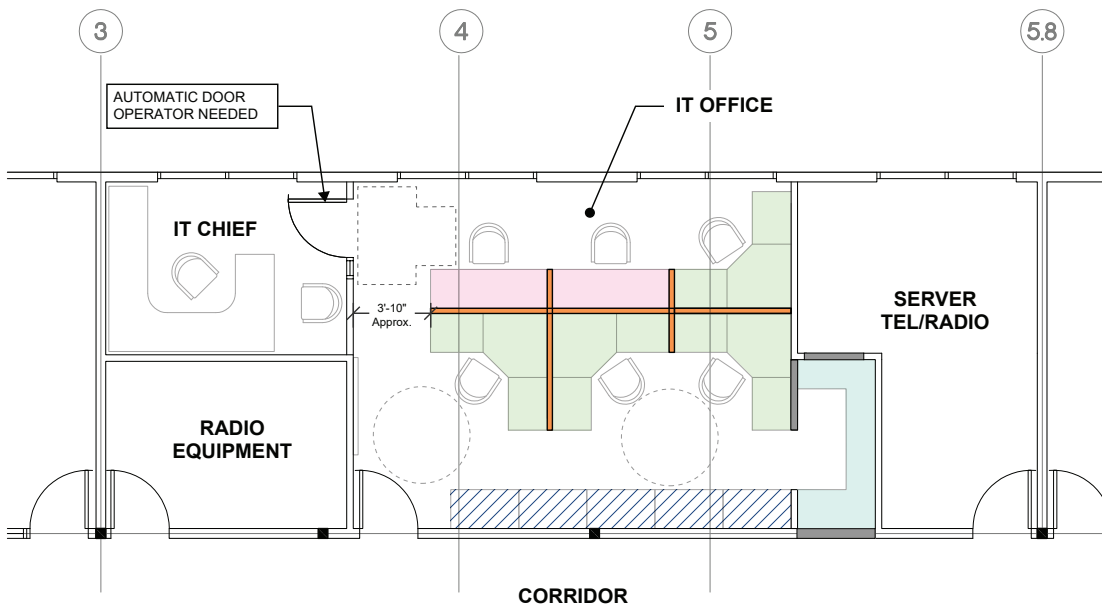 3
4
5
5.8
AUTOMATIC DOOR
OPERATOR NEEDED
IT OFFICE
IT CHIEF
3'-10"
Approx.
SERVER
TEL/RADIO
RADIO
EQUIPMENT
CORRIDOR